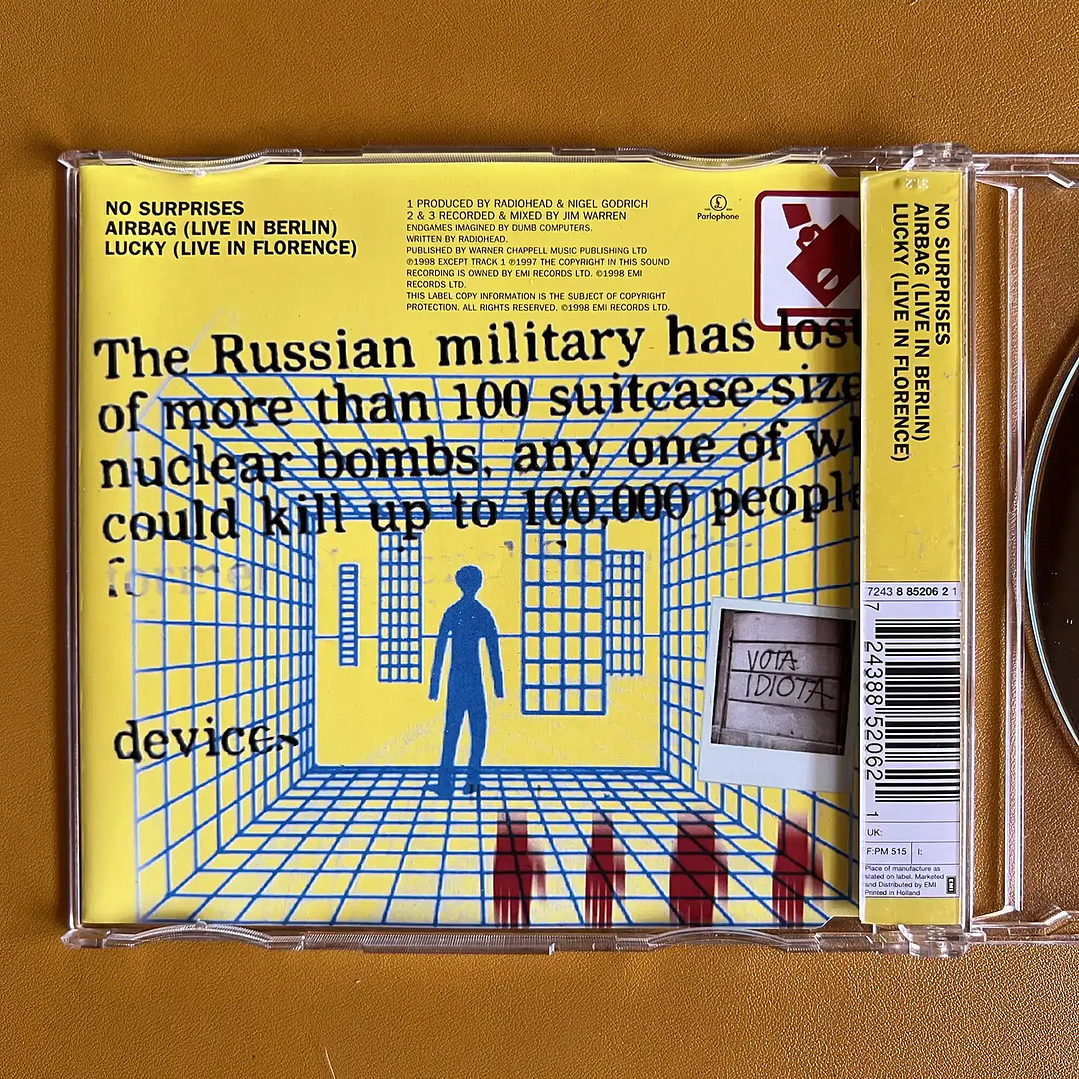 NO SURPRISES
AIRBAG (LIVE IN BERLIN)
LUCKY (LIVE IN FLORENCE)
1 PRODUCED BY RADIOHEAD & NIGEL GODRICH
2 & 3 RECORDED & MIXED BY JIM WARREN
ENDGAMES IMAGINED BY DUMB COMPUTERS.
WRITTEN BY RADIOHEAD.
PUBLISHED BY WARNER CHAPPELL MUSIC PUBLISHING LTD
℗1998 EXCEPT TRACK 1 ℗1997 THE COPYRIGHT IN THIS SOUND
RECORDING IS OWNED BY EMI RECORDS LTD. ©1998 EMI
RECORDS LTD.
THIS LABEL COPY INFORMATION IS THE SUBJECT OF COPYRIGHT
PROTECTION. ALL RIGHTS RESERVED. ©1998 EMI RECORDS LTD.
Parlophone
The Russian military has lost
of more than 100 suitcase-size
nuclear bombs, any one of wh
could kill up to 100,000 people
former
devices
VOTA
IDIOTA
NO SURPRISES
AIRBAG (LIVE IN BERLIN)
LUCKY (LIVE IN FLORENCE)
7243 8 85206 2 1
7 24388 52062 1
UK:
F:PM 515 I:
Place of manufacture as
stated on label. Marketed
and Distributed by EMI
Printed in Holland
EMI